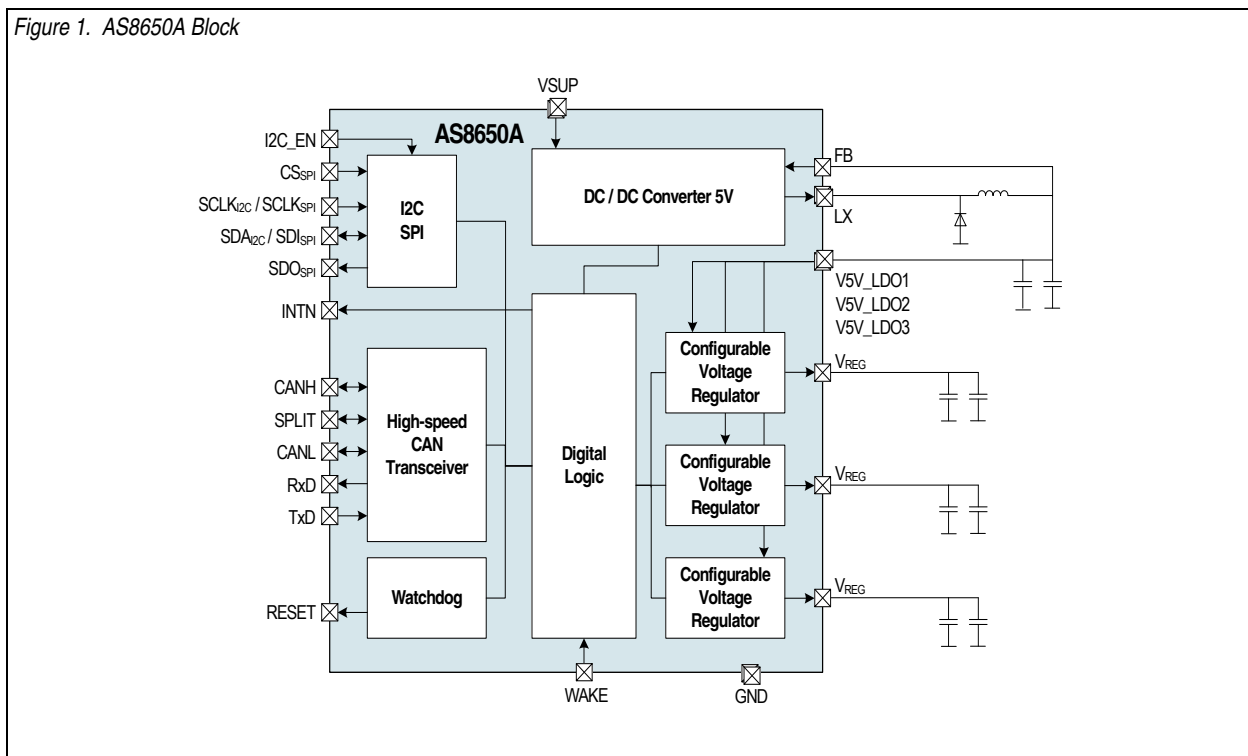 Figure 1. AS8650A Block
VSUP
AS8650A
I2C_EN
CSSPI
SCLKI2C / SCLKSPI
SDAI2C / SDISPI
SDOSPI
INTN
I2C
SPI
DC / DC Converter 5V
FB
LX
V5V_LDO1
V5V_LDO2
V5V_LDO3
CANH
SPLIT
CANL
RxD
TxD
High-speed
CAN
Transceiver
Digital
Logic
Configurable
Voltage
Regulator
VREG
Configurable
Voltage
Regulator
VREG
Configurable
Voltage
Regulator
VREG
Watchdog
RESET
WAKE
GND